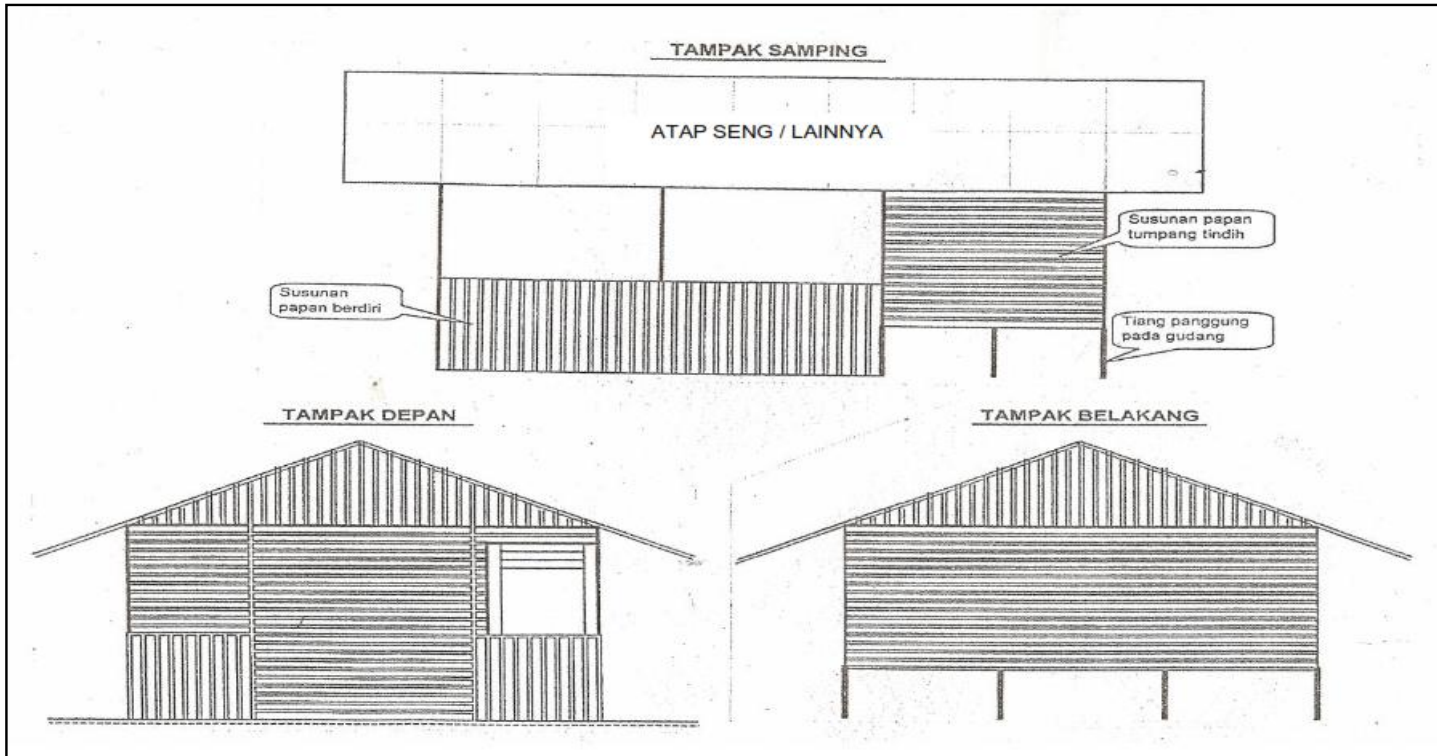 TAMPAK SAMPING
ATAP SENG / LAINNYA
Susunan papan
tumpang tindih
Susunan
papan berdiri
Tiang panggung
pada gudang
TAMPAK DEPAN
TAMPAK BELAKANG